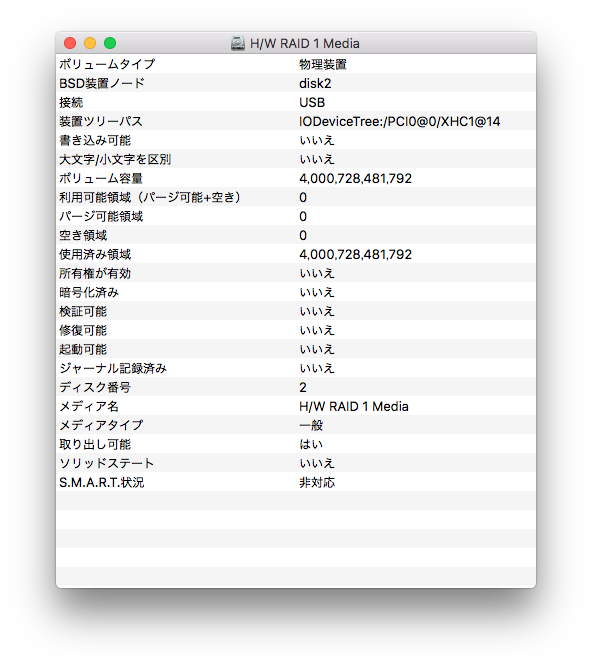 H/W RAID 1 Media
ボリュームタイプ 物理装置
BSD装置ノード disk2
接続 USB
装置ツリーパス IODeviceTree:/PCI0@0/XHC1@14
書き込み可能 いいえ
大文字/小文字を区別 いいえ
ボリューム容量 4,000,728,481,792
利用可能領域（パージ可能+空き） 0
パージ可能領域 0
空き領域 0
使用済み領域 4,000,728,481,792
所有権が有効 いいえ
暗号化済み いいえ
検証可能 いいえ
修復可能 いいえ
起動可能 いいえ
ジャーナル記録済み いいえ
ディスク番号 2
メディア名 H/W RAID 1 Media
メディアタイプ 一般
取り出し可能 はい
ソリッドステート いいえ
S.M.A.R.T.状況 非対応